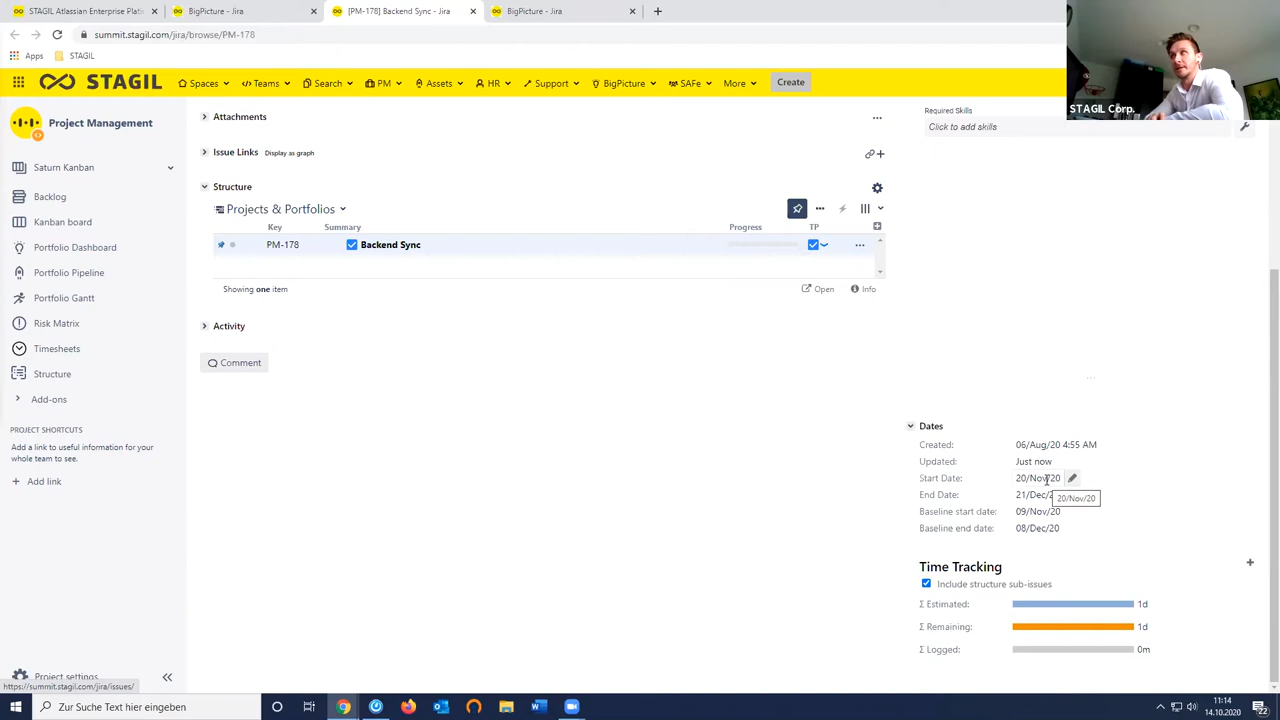 STAGIL Atlassian Enterprise Platf
BigPicture - Jira
[PM-178] Backend Sync - Jira
BigPicture - Jira
summit.stagil.com/jira/browse/PM-178
Apps
STAGIL
STAGIL
Spaces
Teams
Search
PM
Assets
HR
Support
BigPicture
SAFe
More
Create
STAGIL Corp.
Project Management
Saturn Kanban
Backlog
Kanban board
Portfolio Dashboard
Portfolio Pipeline
Portfolio Gantt
Risk Matrix
Timesheets
Structure
Add-ons
PROJECT SHORTCUTS
Add a link to useful information for your
whole team to see.
Add link
Project settings
https://summit.stagil.com/jira/issues/
Attachments
Issue Links Display as graph
Structure
Projects & Portfolios
Key Summary Progress TP
PM-178 Backend Sync
Showing one item
Open
Info
Activity
Comment
Required Skills
Click to add skills
Dates
Created: 06/Aug/20 4:55 AM
Updated: Just now
Start Date: 20/Nov/20
End Date: 21/Dec/2
20/Nov/20
Baseline start date: 09/Nov/20
Baseline end date: 08/Dec/20
Time Tracking
Include structure sub-issues
Σ Estimated: 1d
Σ Remaining: 1d
Σ Logged: 0m
Zur Suche Text hier eingeben
11:14
14.10.2020
22